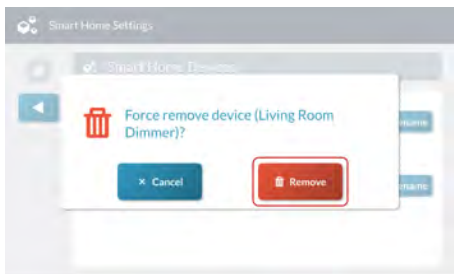 Smart Home Settings
Smart Home Devices
Force remove device (Living Room
Dimmer)?
× Cancel
Remove